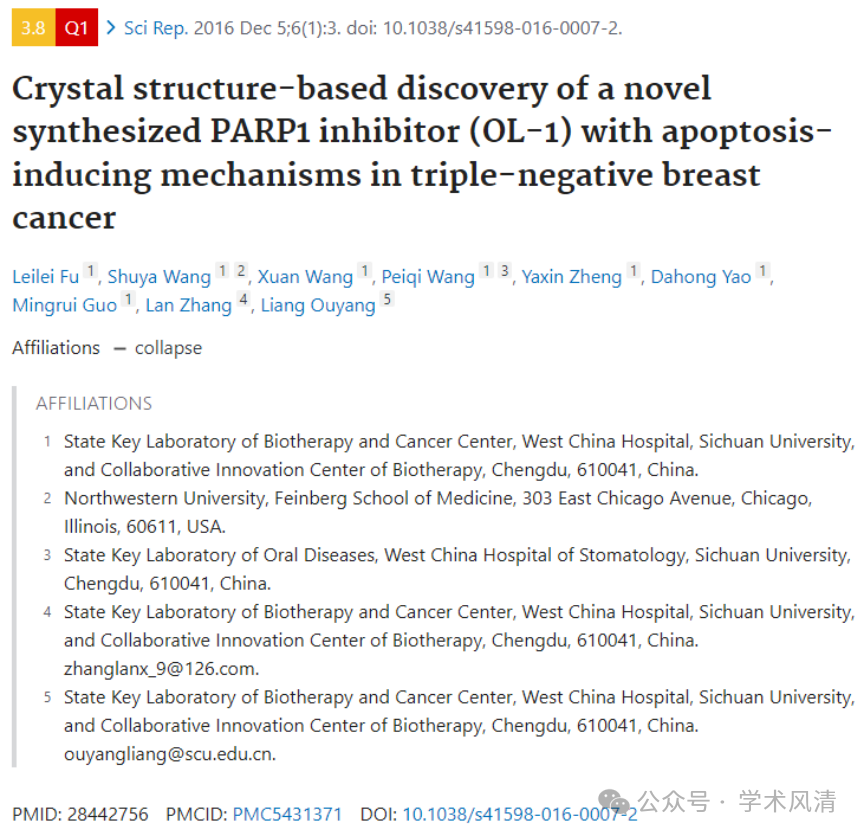 3.8 Q1 > Sci Rep. 2016 Dec 5;6(1):3. doi: 10.1038/s41598-016-0007-2.
Crystal structure-based discovery of a novel
synthesized PARP1 inhibitor (OL-1) with apoptosis-
inducing mechanisms in triple-negative breast
cancer
Leilei Fu 1, Shuya Wang 1 2, Xuan Wang 1, Peiqi Wang 1 3, Yaxin Zheng 1, Dahong Yao 1,
Mingrui Guo 1, Lan Zhang 4, Liang Ouyang 5
Affiliations — collapse
AFFILIATIONS
1 State Key Laboratory of Biotherapy and Cancer Center, West China Hospital, Sichuan University,
and Collaborative Innovation Center of Biotherapy, Chengdu, 610041, China.
2 Northwestern University, Feinberg School of Medicine, 303 East Chicago Avenue, Chicago,
Illinois, 60611, USA.
3 State Key Laboratory of Oral Diseases, West China Hospital of Stomatology, Sichuan University,
Chengdu, 610041, China.
4 State Key Laboratory of Biotherapy and Cancer Center, West China Hospital, Sichuan University,
and Collaborative Innovation Center of Biotherapy, Chengdu, 610041, China.
zhanglanx_9@126.com.
5 State Key Laboratory of Biotherapy and Cancer Center, West China Hospital, Sichuan University,
and Collaborative Innovation Center of Biotherapy, Chengdu, 610041, China.
ouyangliang@scu.edu.cn.
公众号 · 学术风清
PMID: 28442756 PMCID: PMC5431371 DOI: 10.1038/s41598-016-0007-2